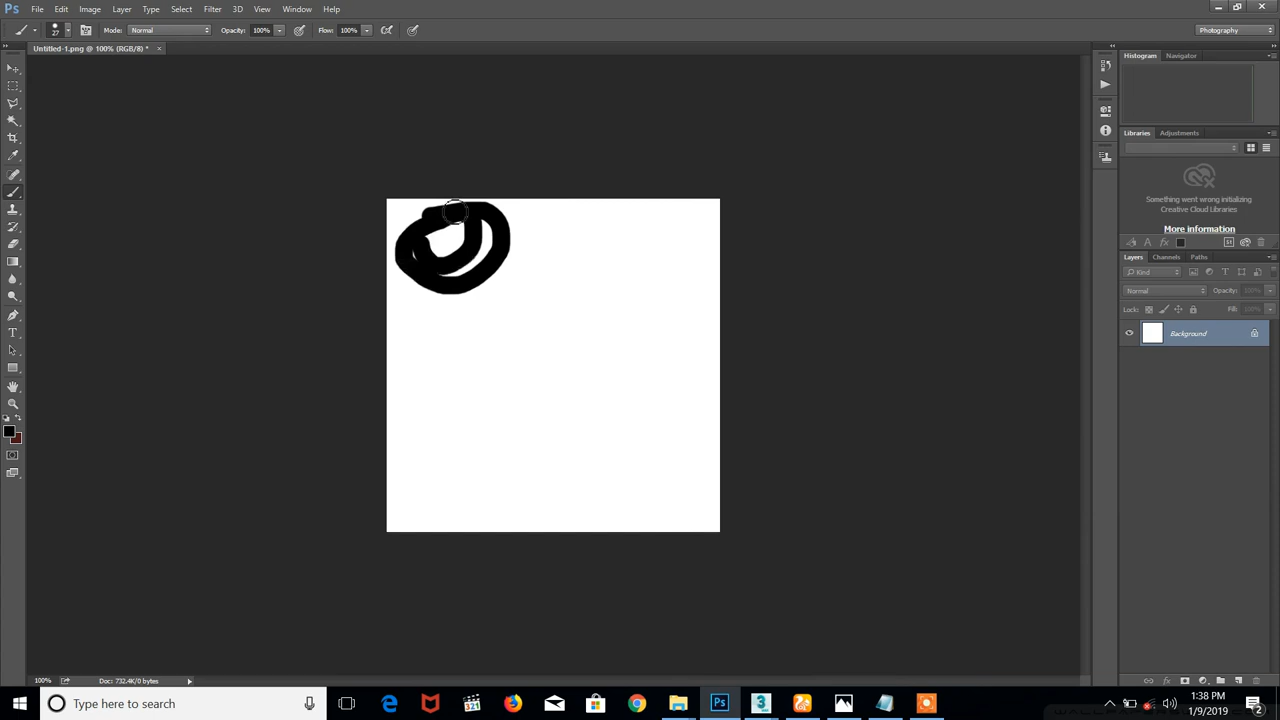 Ps File Edit Image Layer Type Select Filter 3D View Window Help
27 Mode: Normal Opacity: 100% Flow: 100% Photography
Untitled-1.png @ 100% (RGB/8) * ×
Histogram Navigator
Libraries Adjustments
Something went wrong initializing
Creative Cloud Libraries
More information
Layers Channels Paths
Kind
Normal Opacity: 100%
Lock: Fill: 100%
Background
100% Doc: 732.4K/0 bytes
Type here to search
1:38 PM
1/9/2019
2